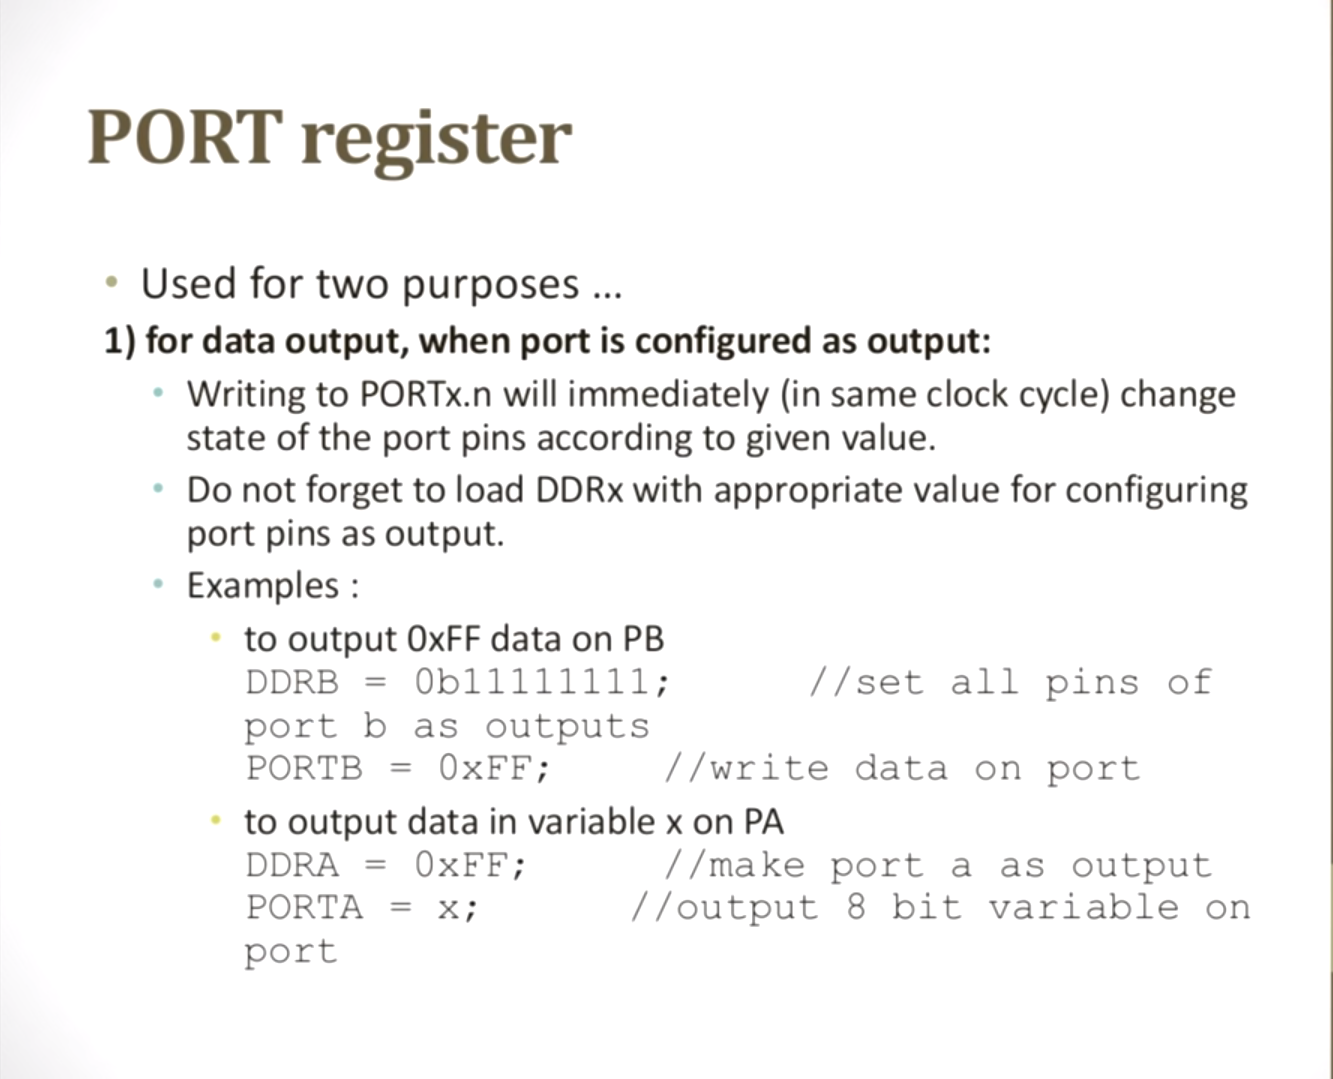 PORT register
• Used for two purposes ...
1) for data output, when port is configured as output:
• Writing to PORTx.n will immediately (in same clock cycle) change
state of the port pins according to given value.
• Do not forget to load DDRx with appropriate value for configuring
port pins as output.
• Examples :
• to output 0xFF data on PB
DDRB = 0b11111111; //set all pins of
port b as outputs
PORTB = 0xFF; //write data on port
• to output data in variable x on PA
DDRA = 0xFF; //make port a as output
PORTA = x; //output 8 bit variable on
port